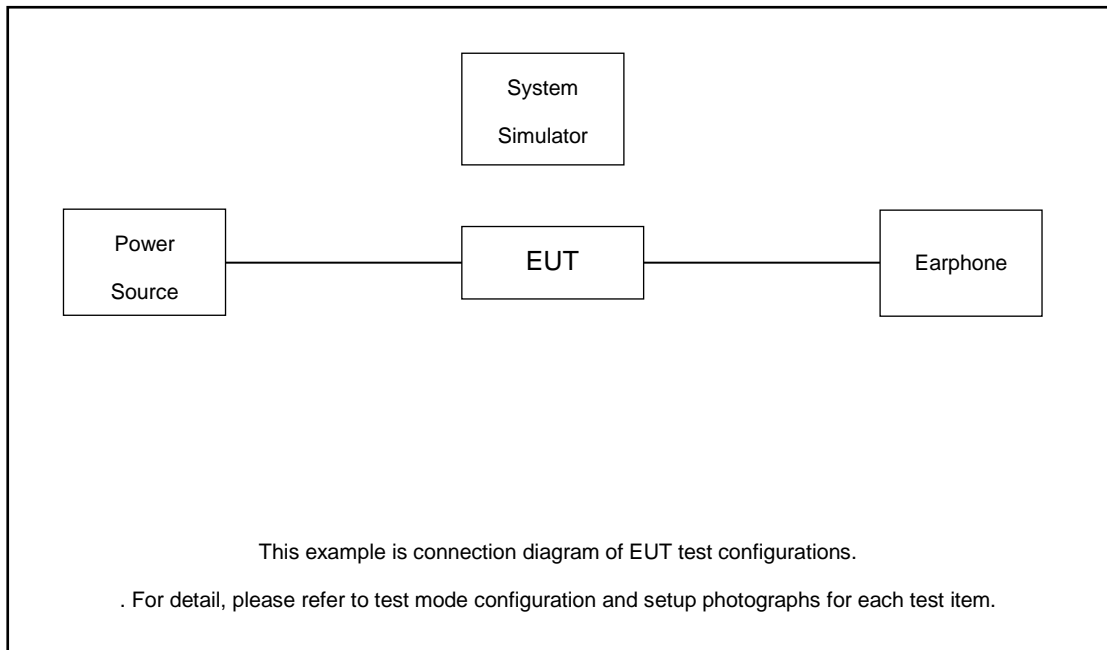 System
Simulator
Power
Source
EUT
Earphone
This example is connection diagram of EUT test configurations.
. For detail, please refer to test mode configuration and setup photographs for each test item.